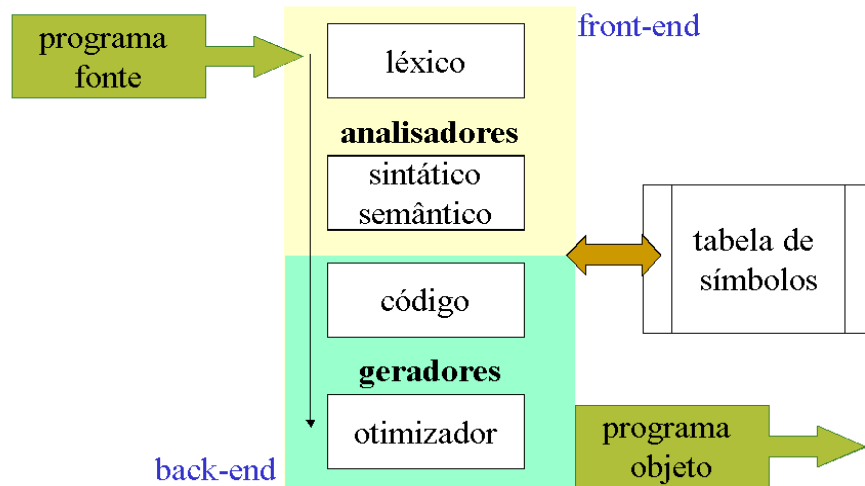 programa
fonte
front-end
léxico
analisadores
sintático
semântico
tabela de
símbolos
código
geradores
otimizador
programa
objeto
back-end